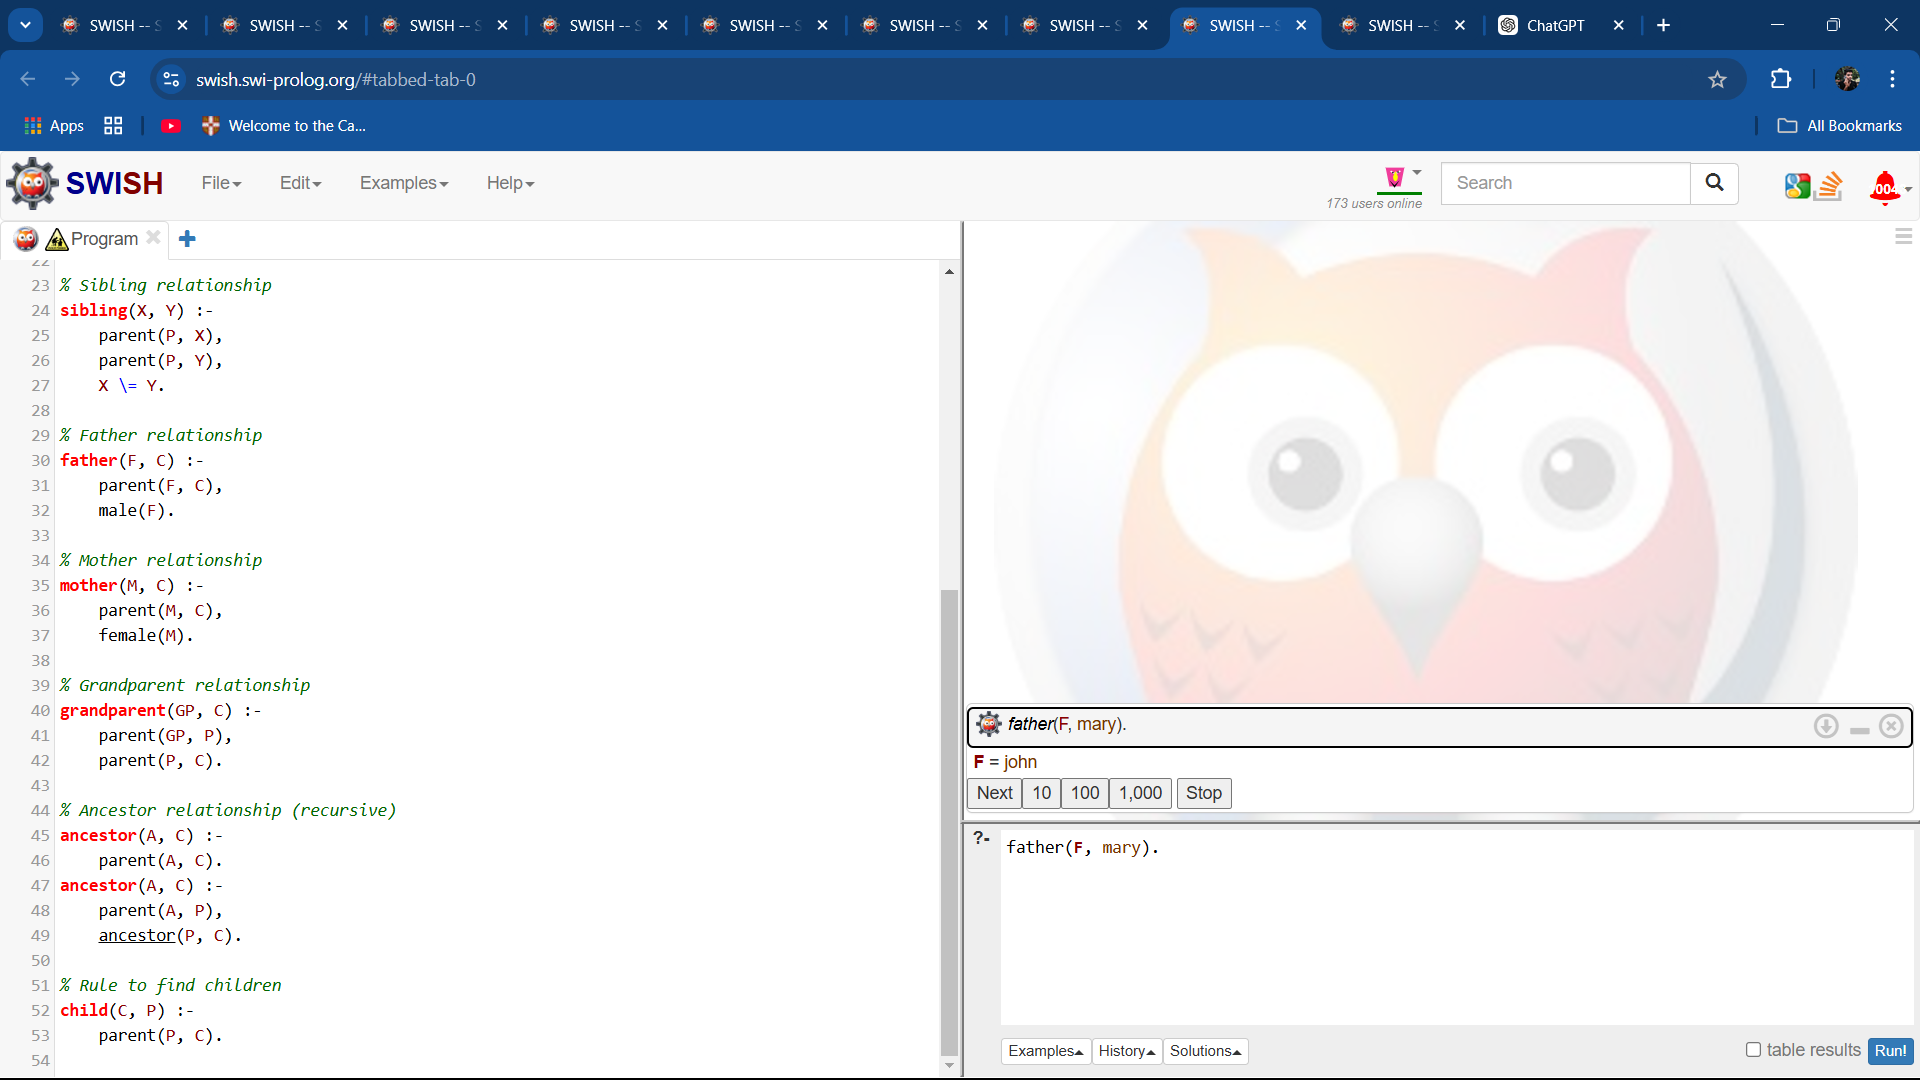 SWISH -- S
SWISH -- S
SWISH -- S
SWISH -- S
SWISH -- S
SWISH -- S
SWISH -- S
SWISH -- S
SWISH -- S
ChatGPT
swish.swi-prolog.org/#tabbed-tab-0
Apps
Welcome to the Ca...
All Bookmarks
SWISH
File
Edit
Examples
Help
173 users online
Search
Program
22
23 % Sibling relationship
24 sibling(X, Y) :-
25 parent(P, X),
26 parent(P, Y),
27 X \= Y.
28
29 % Father relationship
30 father(F, C) :-
31 parent(F, C),
32 male(F).
33
34 % Mother relationship
35 mother(M, C) :-
36 parent(M, C),
37 female(M).
38
39 % Grandparent relationship
40 grandparent(GP, C) :-
41 parent(GP, P),
42 parent(P, C).
43
44 % Ancestor relationship (recursive)
45 ancestor(A, C) :-
46 parent(A, C).
47 ancestor(A, C) :-
48 parent(A, P),
49 ancestor(P, C).
50
51 % Rule to find children
52 child(C, P) :-
53 parent(P, C).
54
father(F, mary).
F = john
Next 10 100 1,000 Stop
?- father(F, mary).
Examples History Solutions
table results Run!